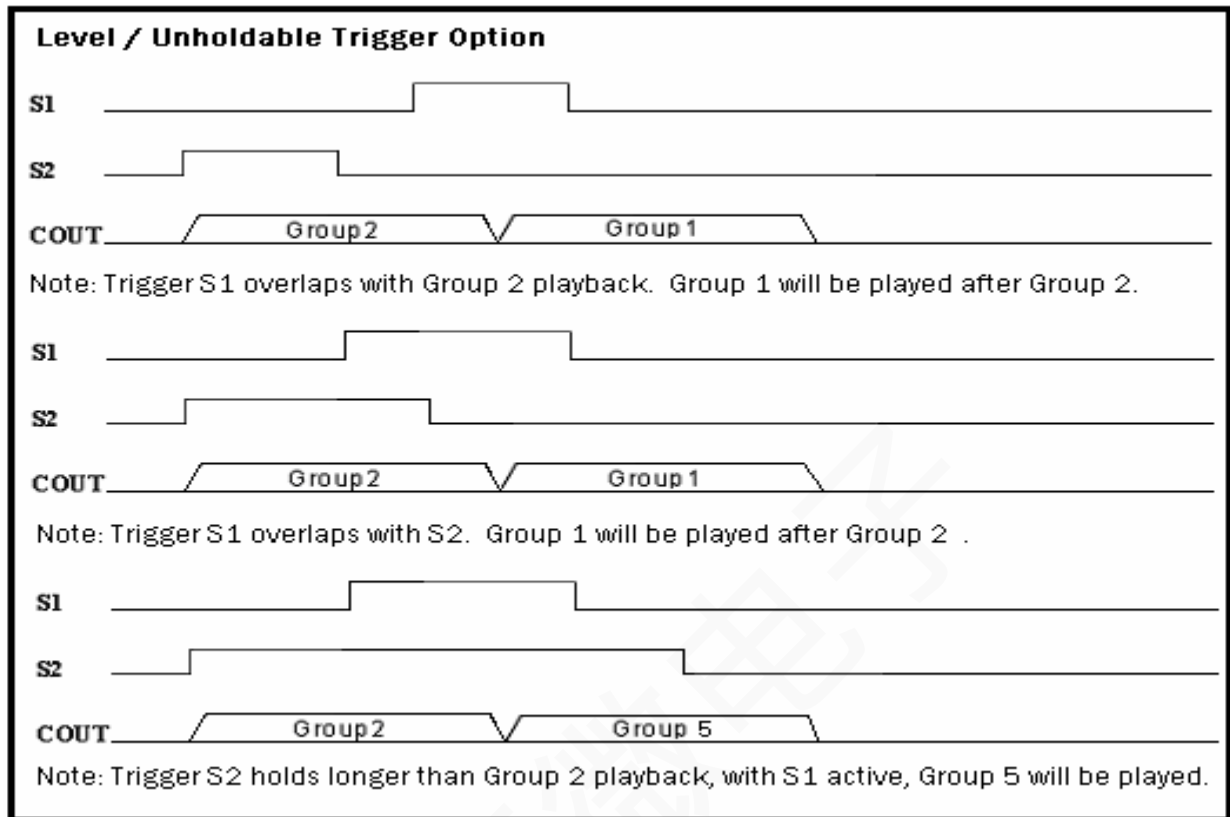 Level / Unholdable Trigger Option
S1
S2
COUT Group2 Group1
Note: Trigger S1 overlaps with Group 2 playback. Group 1 will be played after Group 2.
S1
S2
COUT Group2 Group1
Note: Trigger S1 overlaps with S2. Group 1 will be played after Group 2 .
S1
S2
COUT Group2 Group 5
Note: Trigger S2 holds longer than Group 2 playback, with S1 active, Group 5 will be played.
微电子